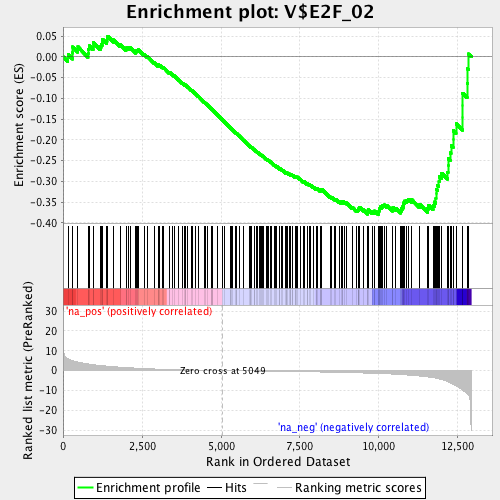 Enrichment plot: V$E2F_02
Enrichment score (ES)
0.05
0.00
-0.05
-0.10
-0.15
-0.20
-0.25
-0.30
-0.35
-0.40
'na_pos' (positively correlated)
Ranked list metric (PreRanked)
30
20
10
0
-10
-20
-30
Zero cross at 5049
'na_neg' (negatively correlated)
0
2,500
5,000
7,500
10,000
12,500
Rank in Ordered Dataset
Enrichment profile
Hits
Ranking metric scores